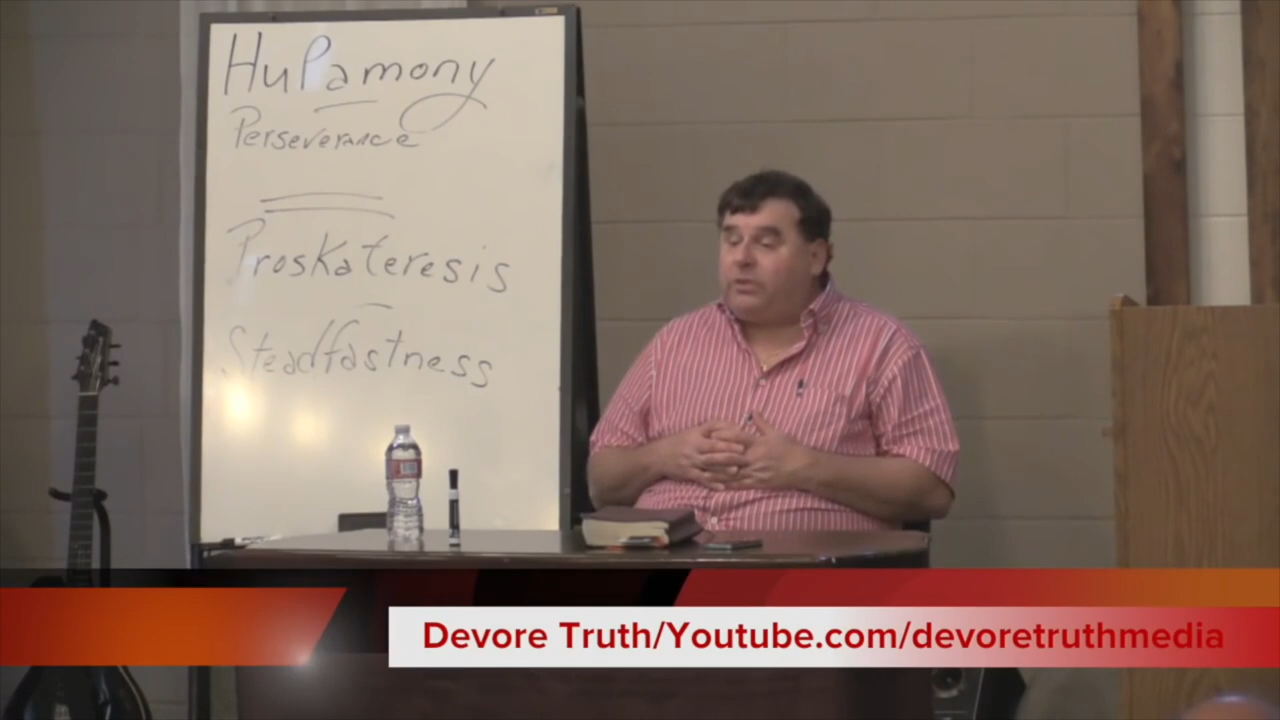 HuPamony
Perseverance
Proskateresis
Steadfastness
Devore Truth/Youtube.com/devoretruthmedia